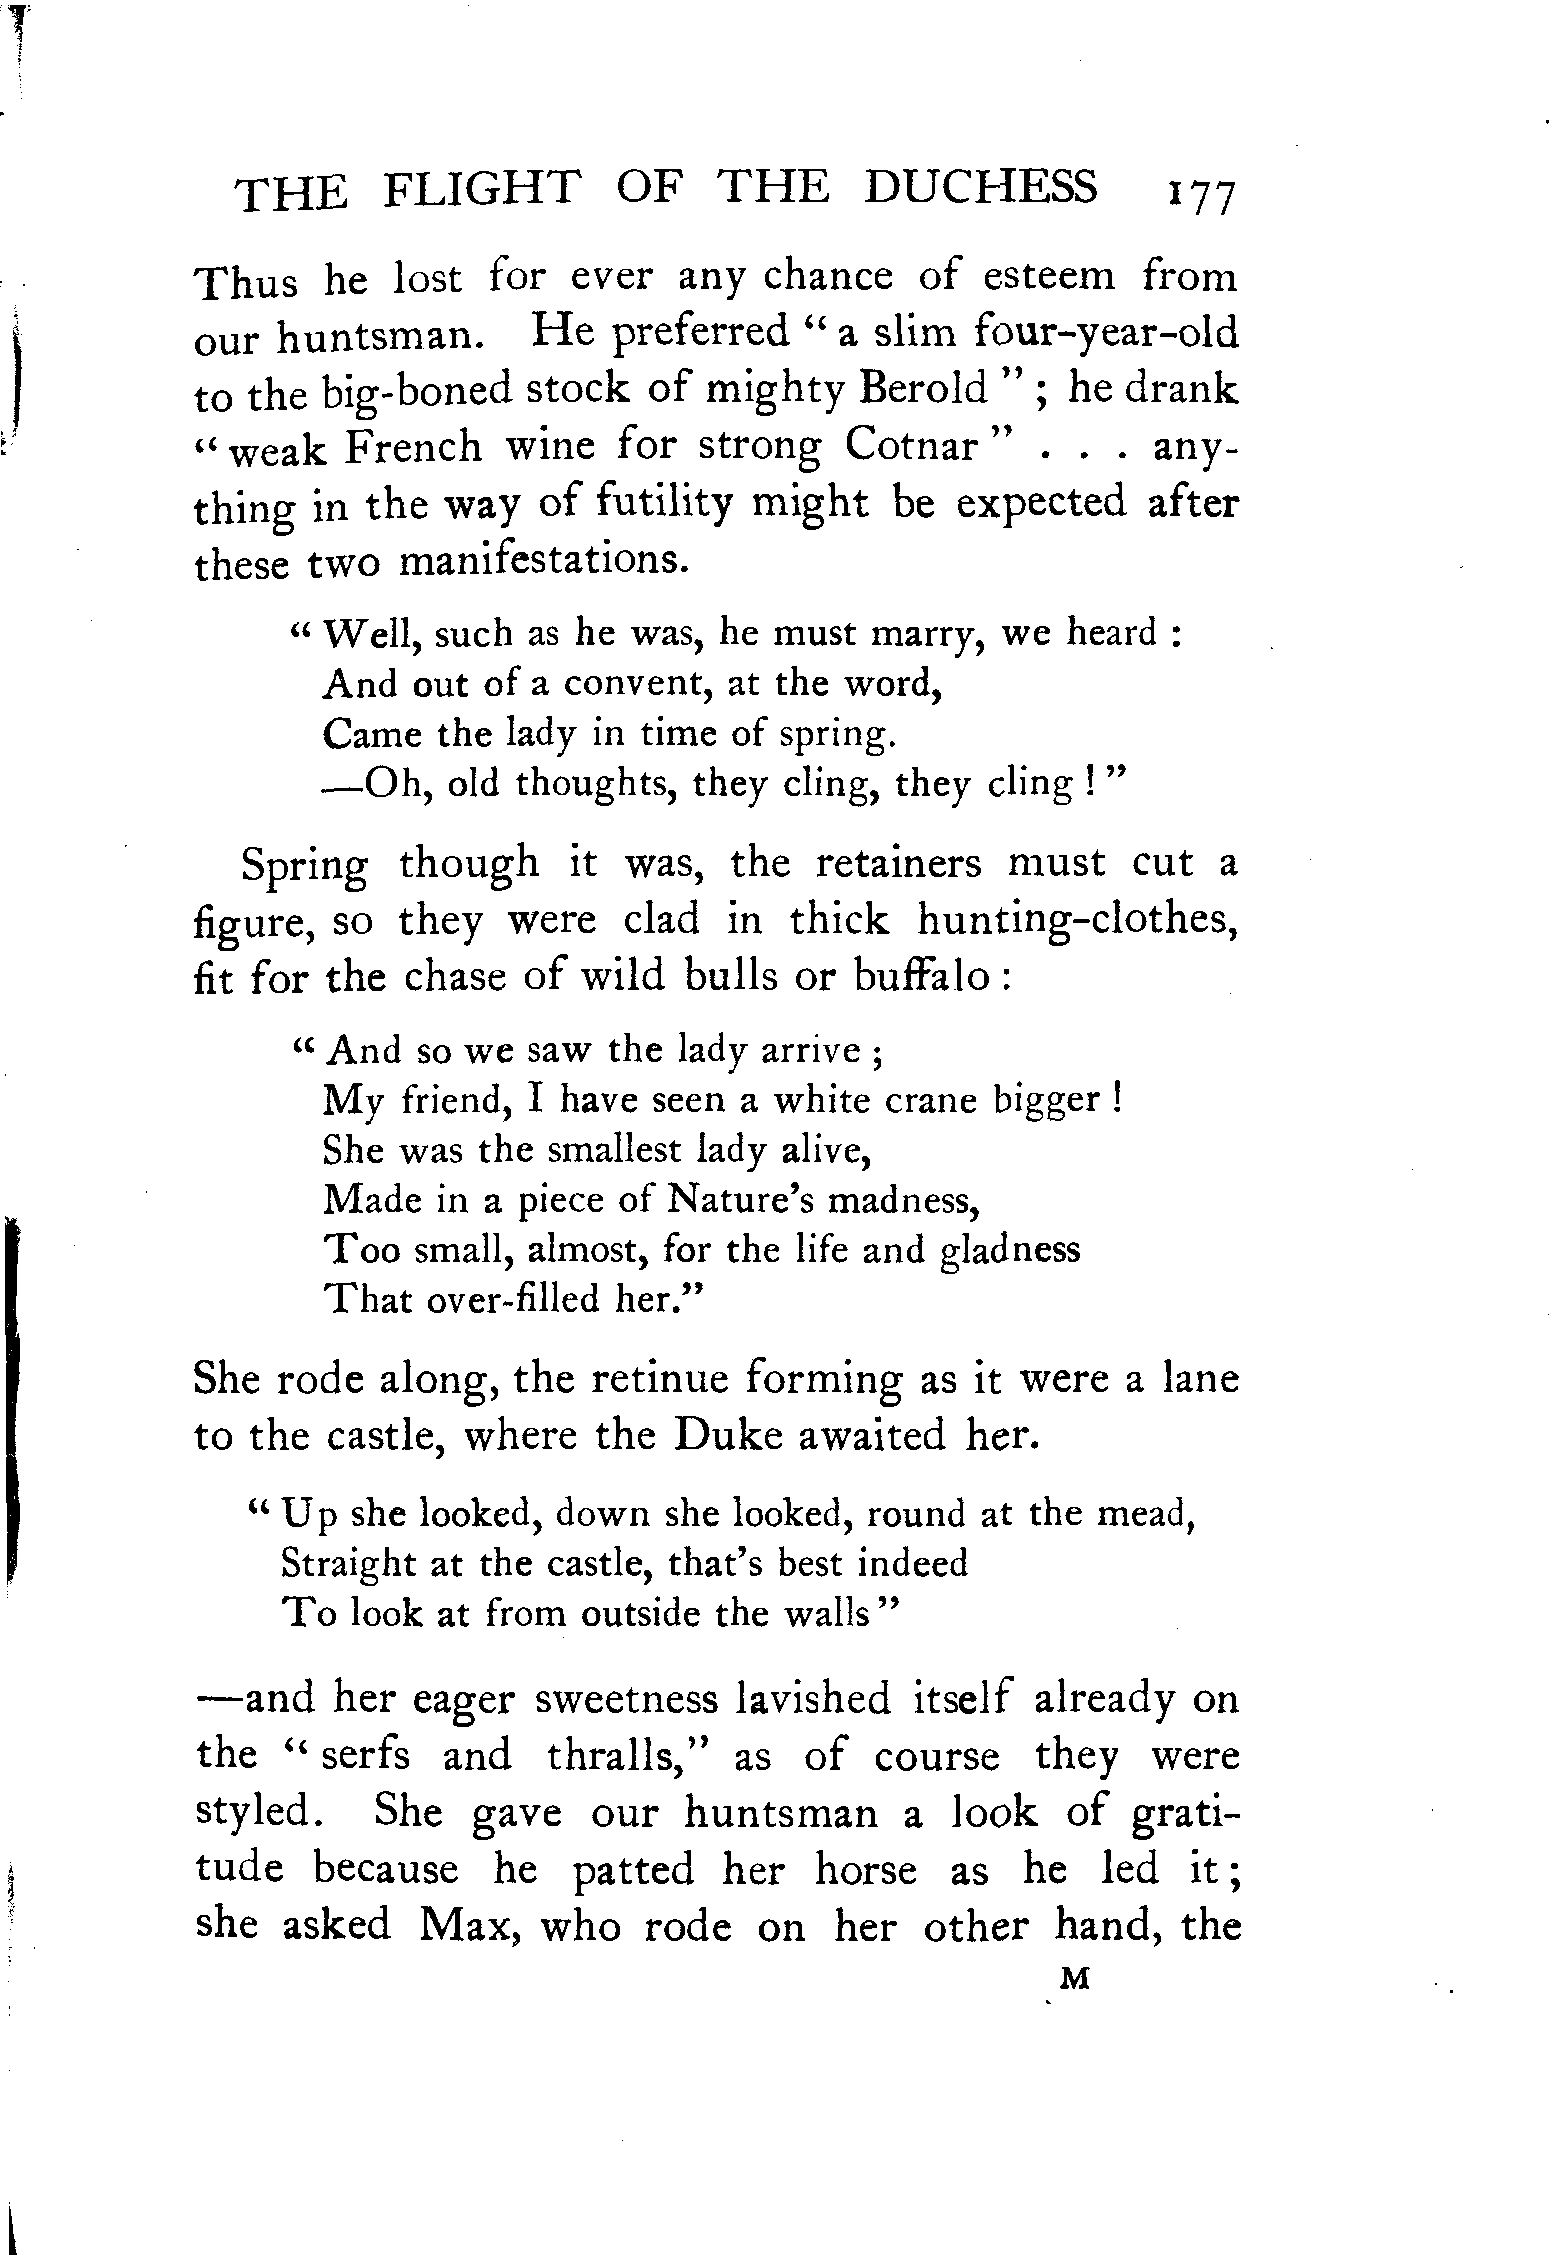 THE FLIGHT OF THE DUCHESS 177
Thus he lost for ever any chance of esteem from
our huntsman. He preferred " a slim four-year-old
to the big-boned stock of mighty Berold " ; he drank
" weak French wine for strong Cotnar " . . . any-
thing in the way of futility might be expected after
these two manifestations.
" Well, such as he was, he must marry, we heard :
And out of a convent, at the word,
Came the lady in time of spring.
—Oh, old thoughts, they cling, they cling ! "
Spring though it was, the retainers must cut a
figure, so they were clad in thick hunting-clothes,
fit for the chase of wild bulls or buffalo :
" And so we saw the lady arrive ;
My friend, I have seen a white crane bigger !
She was the smallest lady alive,
Made in a piece of Nature's madness,
Too small, almost, for the life and gladness
That over-filled her."
She rode along, the retinue forming as it were a lane
to the castle, where the Duke awaited her.
" Up she looked, down she looked, round at the mead,
Straight at the castle, that's best indeed
To look at from outside the walls "
—and her eager sweetness lavished itself already on
the " serfs and thralls," as of course they were
styled. She gave our huntsman a look of grati-
tude because he patted her horse as he led it ;
she asked Max, who rode on her other hand, the
M